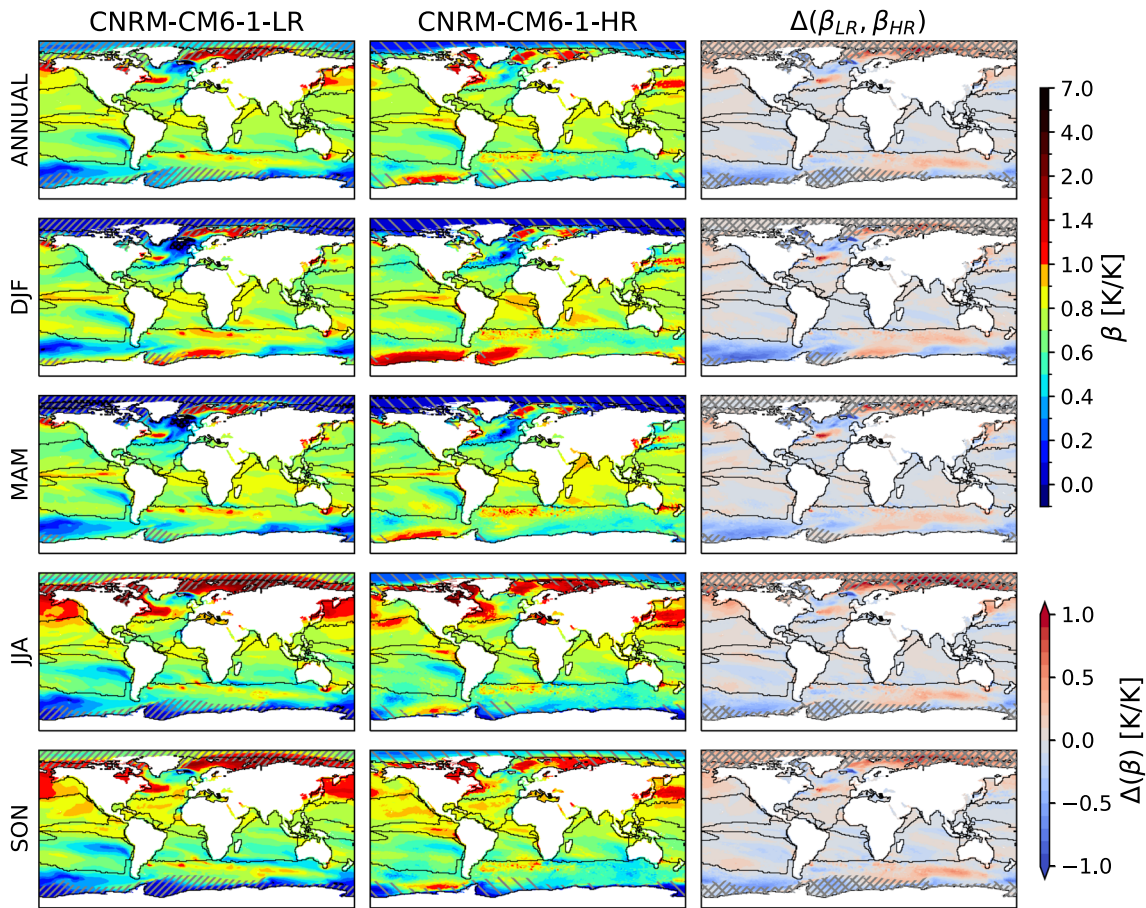 CNRM-CM6-1-LR
CNRM-CM6-1-HR
Δ(β_LR, β_HR)
ANNUAL
DJF
MAM
JJA
SON
7.0
4.0
2.0
1.4
1.0
0.8
0.6
0.4
0.2
0.0
β [K/K]
1.0
0.5
0.0
−0.5
−1.0
Δ(β) [K/K]